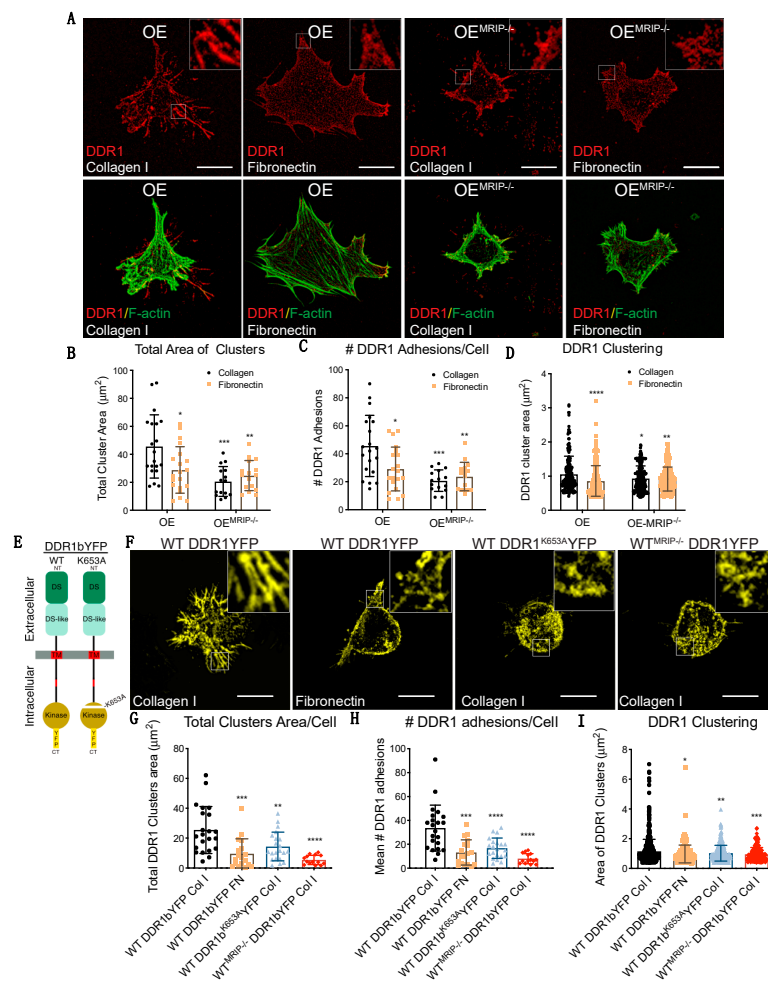 A
OE
OE
OE^MRIP-/-
OE^MRIP-/-
DDR1
Collagen I
DDR1
Fibronectin
DDR1
Collagen I
DDR1
Fibronectin
OE
OE
OE^MRIP-/-
OE^MRIP-/-
DDR1/F-actin
Collagen I
DDR1/F-actin
Fibronectin
DDR1/F-actin
Collagen I
DDR1/F-actin
Fibronectin
B
Total Area of Clusters
Total Cluster Area (μm²)
100
80
60
40
20
0
Collagen
Fibronectin
*
***
**
OE
OE^MRIP-/-
C
# DDR1 Adhesions/Cell
# DDR1 Adhesions
100
80
60
40
20
0
Collagen
Fibronectin
*
***
**
OE
OE^MRIP-/-
D
DDR1 Clustering
DDR1 cluster area (μm²)
4
3
2
1
0
Collagen
Fibronectin
****
*
**
OE
OE-MRIP^-/-
E
DDR1bYFP
WT K653A
NT NT
DS DS
DS-like DS-like
TM TM
Extracellular
Intracellular
K653A
Kinase Kinase
YFP YFP
CT CT
F
WT DDR1YFP
WT DDR1YFP
WT DDR1^K653AYFP
WT^MRIP-/- DDR1YFP
Collagen I
Fibronectin
Collagen I
Collagen I
G
Total Clusters Area/Cell
Total DDR1 Clusters area (μm²)
80
60
40
20
0
***
**
****
WT DDR1bYFP Col I
WT DDR1bYFP FN
WT DDR1b^K653AYFP Col I
WT^MRIP-/- DDR1bYFP Col I
H
# DDR1 adhesions/Cell
Mean # DDR1 adhesions
100
80
60
40
20
0
***
****
****
WT DDR1bYFP Col I
WT DDR1bYFP FN
WT DDR1b^K653AYFP Col I
WT^MRIP-/- DDR1bYFP Col I
I
DDR1 Clustering
Area of DDR1 Clusters (μm²)
8
6
4
2
0
*
**
***
WT DDR1bYFP Col I
WT DDR1bYFP FN
WT DDR1b^K653AYFP Col I
WT^MRIP-/- DDR1bYFP Col I